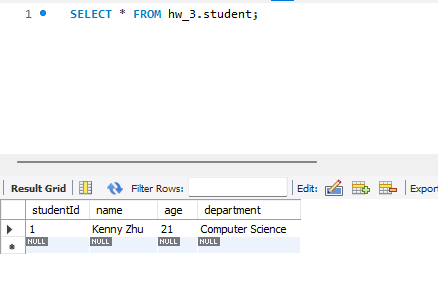 1 SELECT * FROM hw_3.student;
Result Grid Filter Rows: Edit: Export
studentId name age department
1 Kenny Zhu 21 Computer Science
NULL NULL NULL NULL